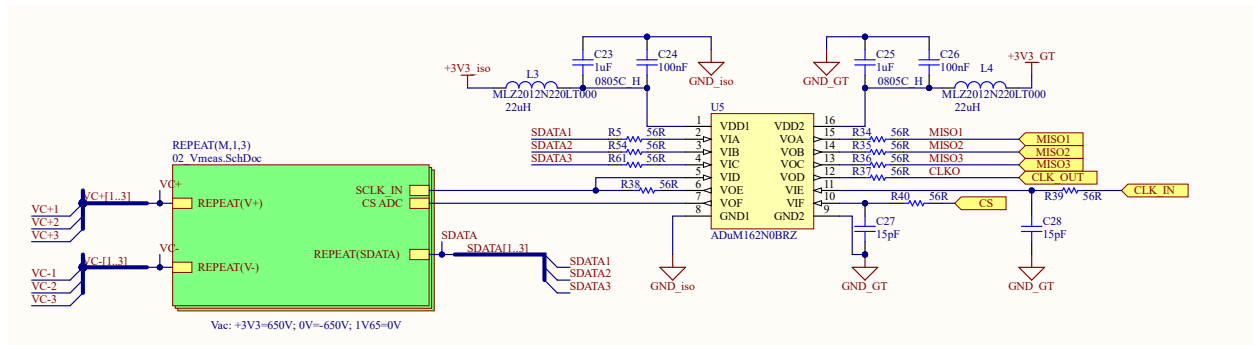 C23
1uF
C24
100nF
0805C_H
GND_iso
+3V3_iso
L3
MLZ2012N220LT000
22uH
C25
1uF
C26
100nF
0805C_H
GND_GT
+3V3_GT
L4
MLZ2012N220LT000
22uH
U5
1 VDD1 VDD2 16
SDATA1 R5 56R 2 VIA VOA 15 R34 56R MISO1 MISO1
SDATA2 R54 56R 3 VIB VOB 14 R35 56R MISO2 MISO2
SDATA3 R61 56R 4 VIC VOC 13 R36 56R MISO3 MISO3
5 VID VOD 12 R37 56R CLKO CLK_OUT
R38 56R 6 VOE VIE 11 R39 56R CLK_IN
7 VOF VIF 10 R40 56R CS
8 GND1 GND2 9
ADuM162N0BRZ
C27
15pF
C28
15pF
GND_iso
GND_GT
GND_GT
REPEAT(M,1,3)
02_Vmeas.SchDoc
SCLK_IN
CS ADC
REPEAT(V+)
REPEAT(SDATA)
REPEAT(V-)
VC+
VC+[1..3]
VC+1
VC+2
VC+3
VC-
VC-[1..3]
VC-1
VC-2
VC-3
SDATA
SDATA[1..3]
SDATA1
SDATA2
SDATA3
Vac: +3V3=650V; 0V=-650V; 1V65=0V